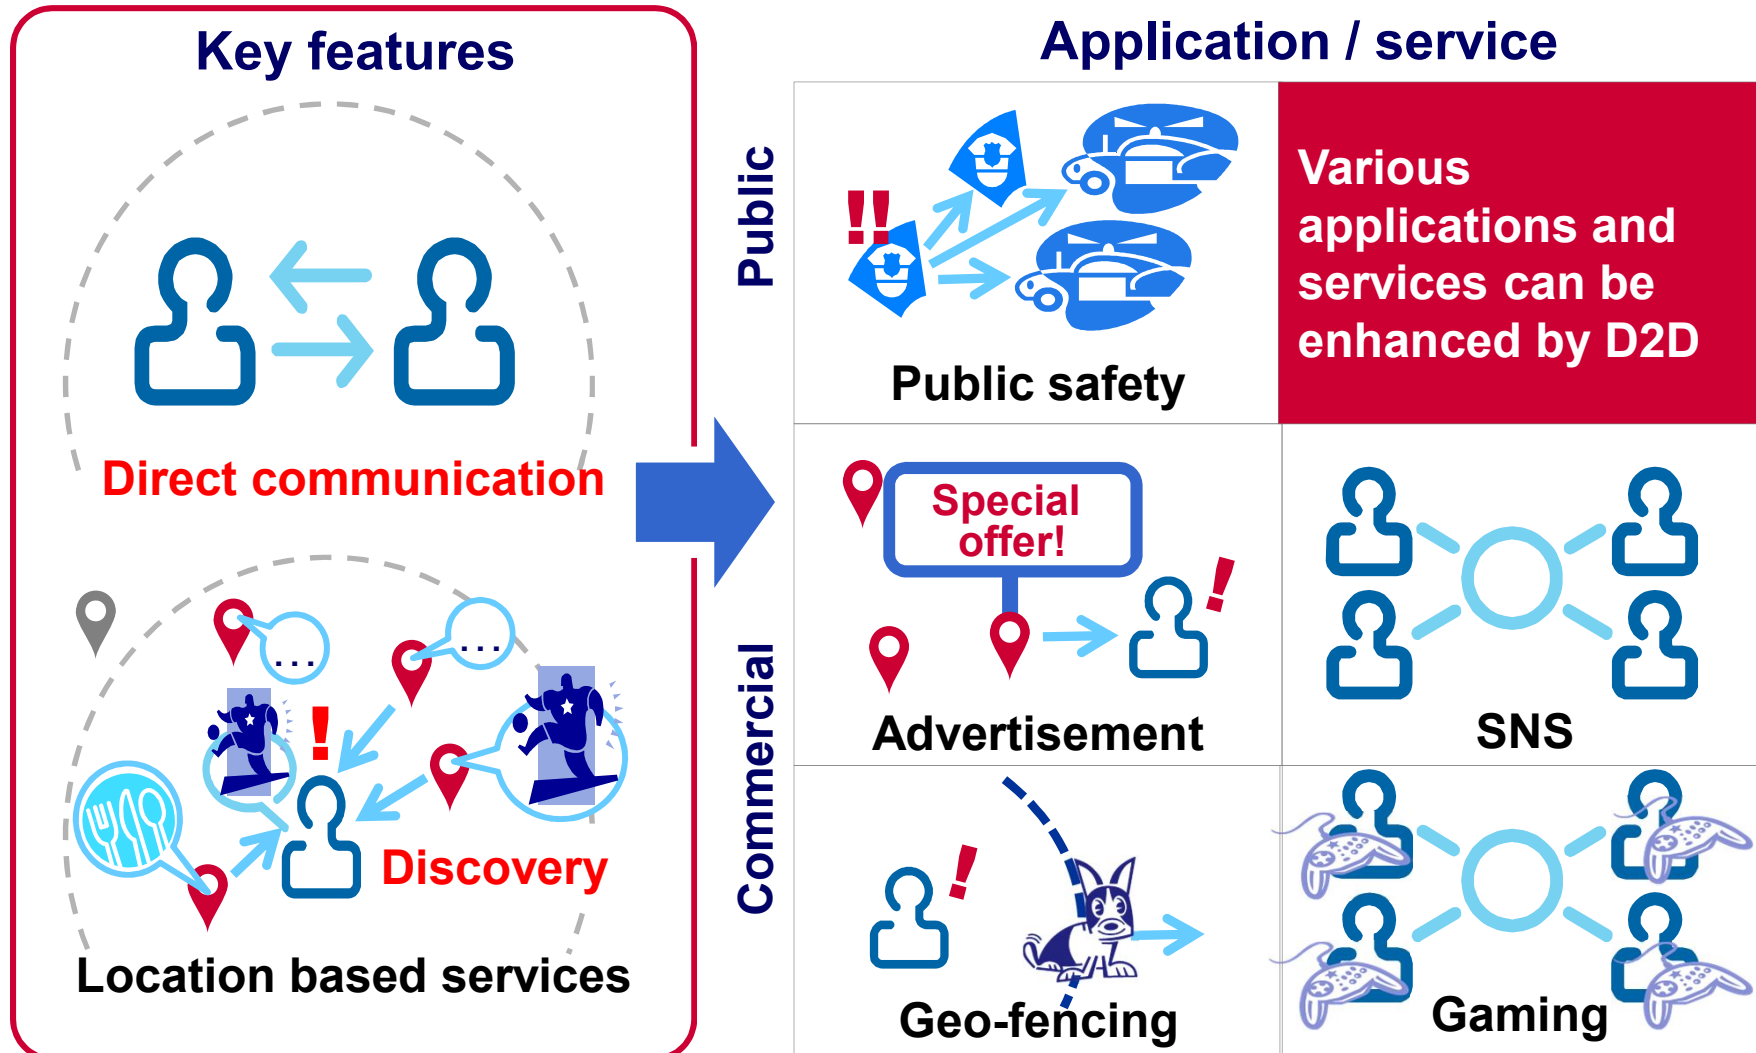 Key features
Direct communication
...
...
!
Discovery
Location based services
Application / service
Public
!!
Public safety
Various
applications and
services can be
enhanced by D2D
Commercial
Special
offer!
!
Advertisement
SNS
!
Geo-fencing
Gaming